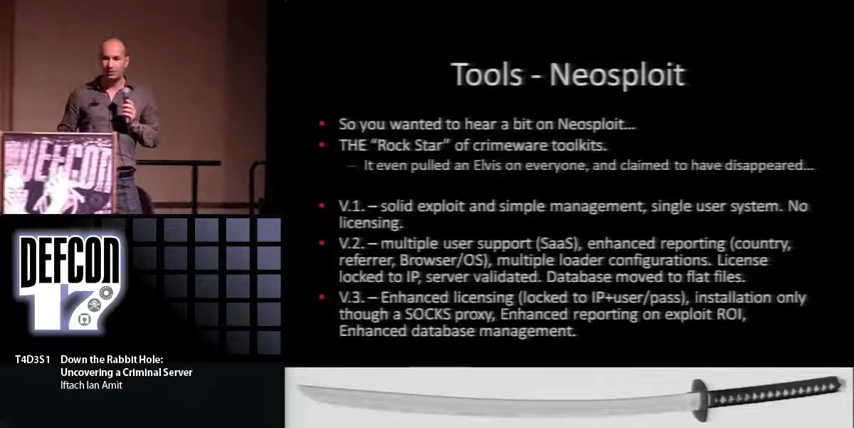 Tools - Neosploit
So you wanted to hear a bit on Neosploit...
THE "Rock Star" of crimeware toolkits.
– It even pulled an Elvis on everyone, and claimed to have disappeared...
V.1. – solid exploit and simple management, single user system. No
licensing.
V.2. – multiple user support (SaaS), enhanced reporting (country,
referrer, Browser/OS), multiple loader configurations. License
locked to IP, server validated. Database moved to flat files.
V.3. – Enhanced licensing (locked to IP+user/pass), installation only
though a SOCKS proxy, Enhanced reporting on exploit ROI,
Enhanced database management.
DEFCON
DEFCON
17
T4D3S1 Down the Rabbit Hole:
Uncovering a Criminal Server
Iftach Ian Amit